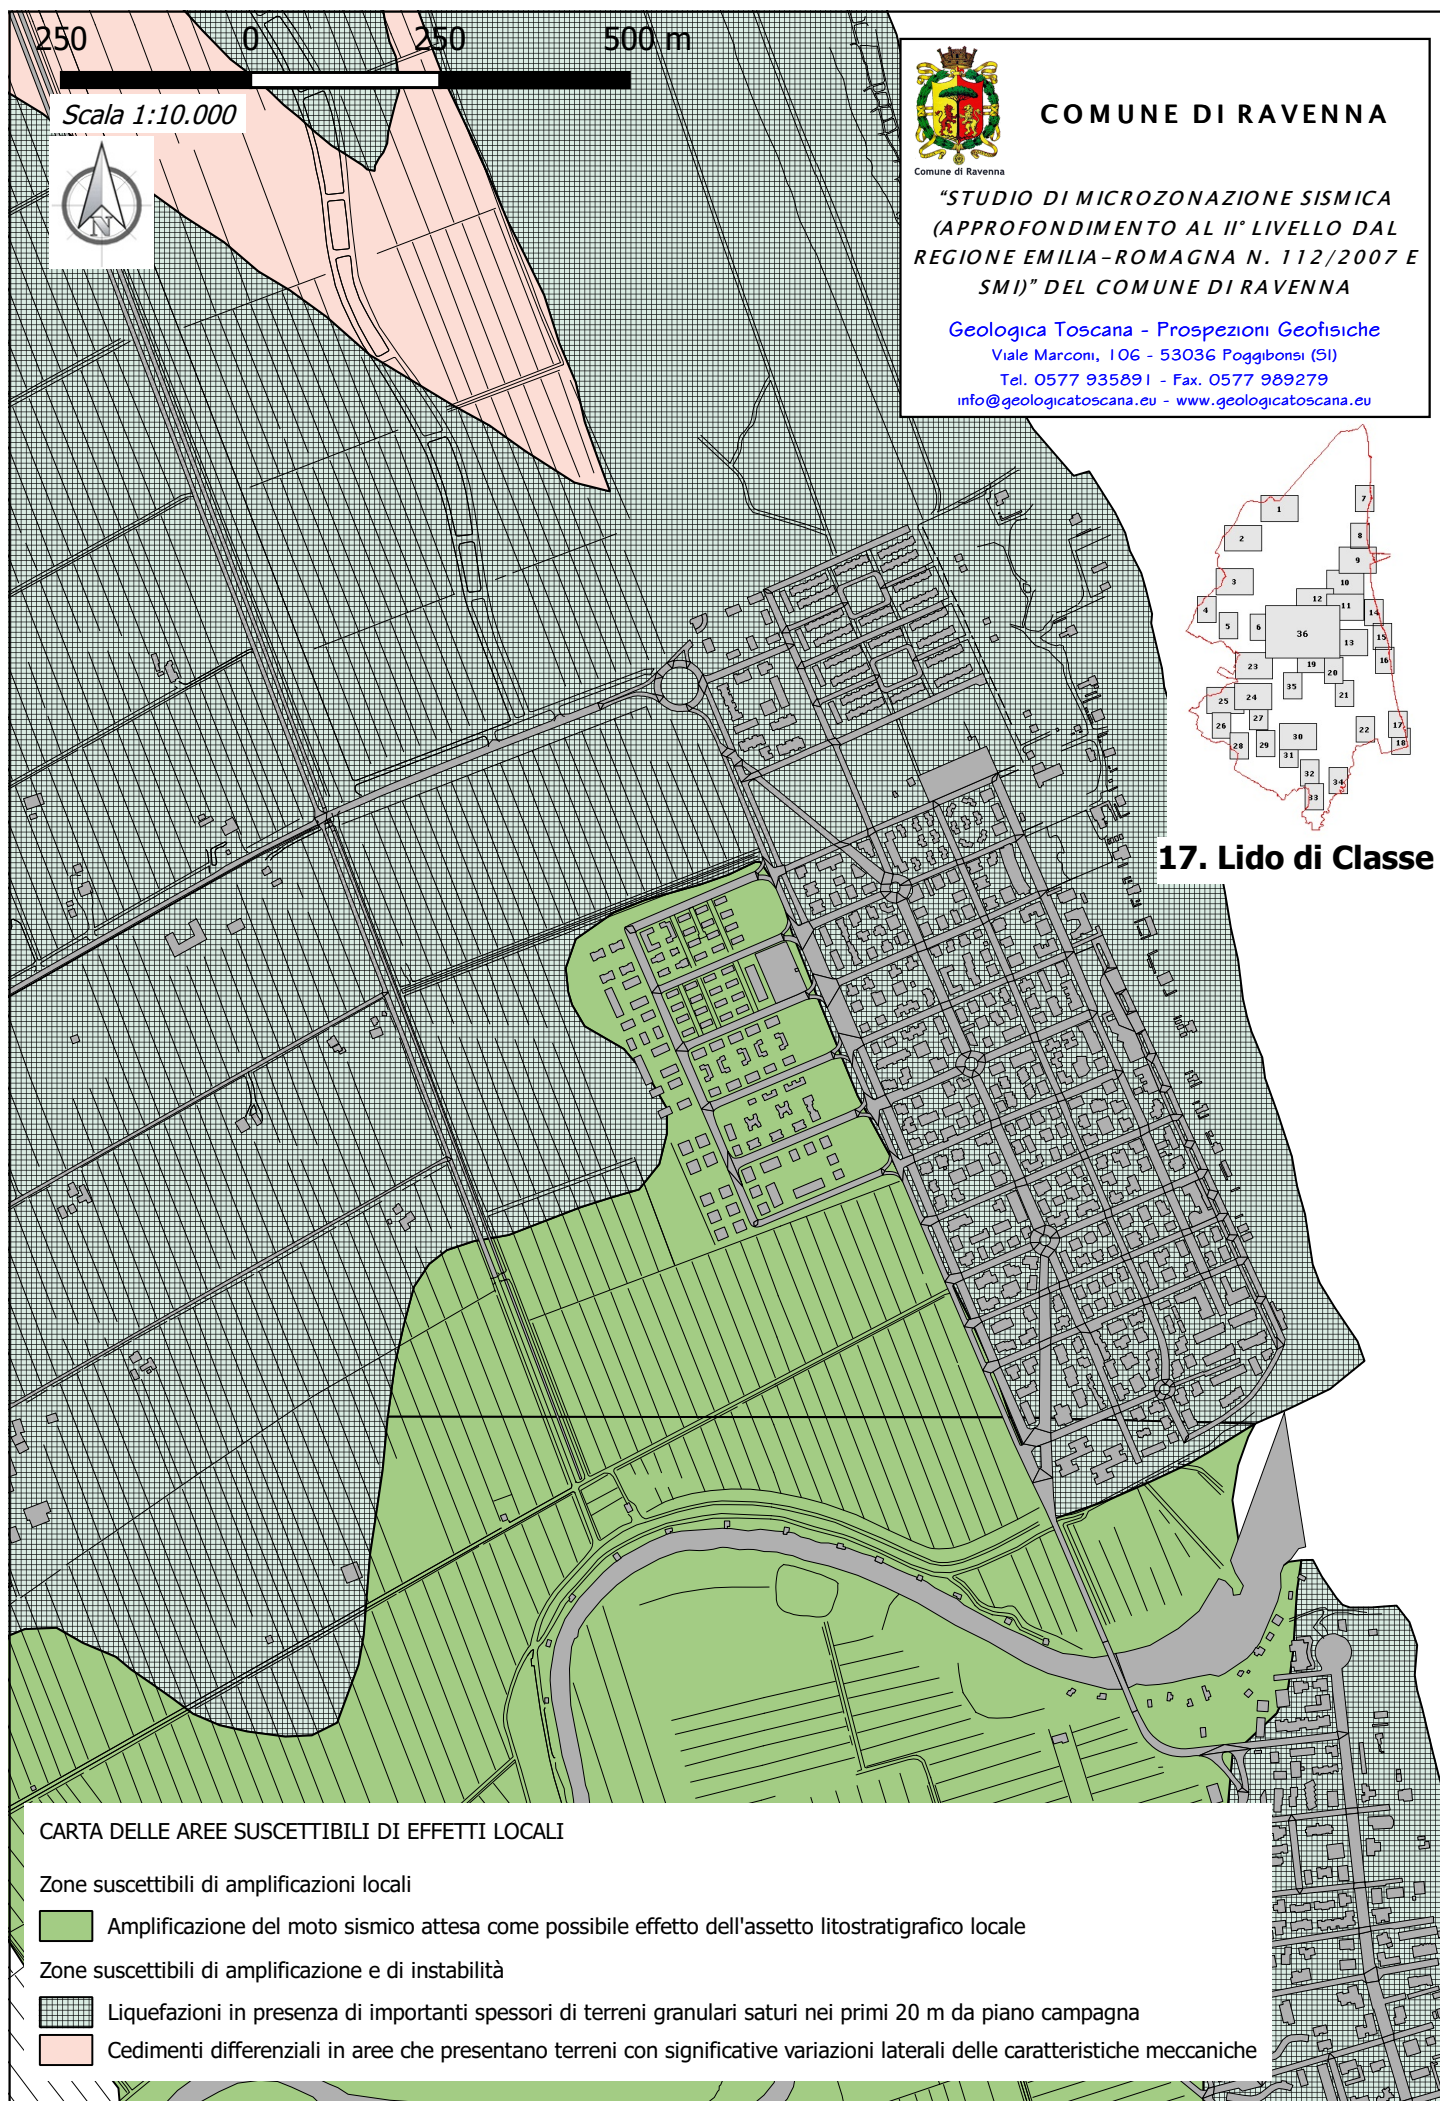 250 0 250 500 m
Scala 1:10.000
N
Comune di Ravenna
COMUNE DI RAVENNA
“STUDIO DI MICROZONAZIONE SISMICA
(APPROFONDIMENTO AL II° LIVELLO DAL
REGIONE EMILIA-ROMAGNA N. 112/2007 E
SMI)” DEL COMUNE DI RAVENNA
Geologica Toscana - Prospezioni Geofisiche
Viale Marconi, 106 - 53036 Poggibonsi (SI)
Tel. 0577 935891 - Fax. 0577 989279
info@geologicatoscana.eu - www.geologicatoscana.eu
1
7
2
8
9
3
10
12
11
4
14
5
6
36
13
15
23
19
20
16
35
24
25
21
26
27
22
17
28
29
30
18
31
32
34
33
17. Lido di Classe
CARTA DELLE AREE SUSCETTIBILI DI EFFETTI LOCALI
Zone suscettibili di amplificazioni locali
Amplificazione del moto sismico attesa come possibile effetto dell'assetto litostratigrafico locale
Zone suscettibili di amplificazione e di instabilità
Liquefazioni in presenza di importanti spessori di terreni granulari saturi nei primi 20 m da piano campagna
Cedimenti differenziali in aree che presentano terreni con significative variazioni laterali delle caratteristiche meccaniche